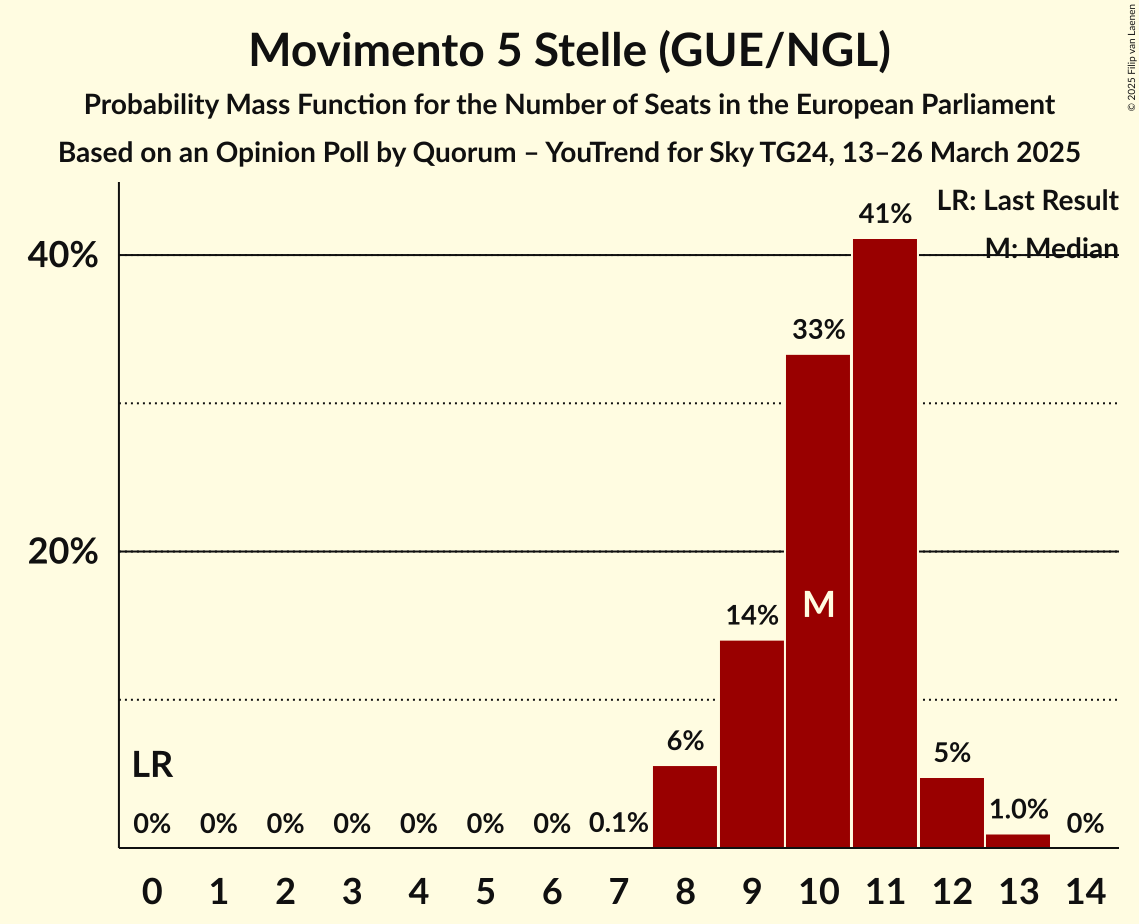 Movimento 5 Stelle (GUE/NGL)
Probability Mass Function for the Number of Seats in the European Parliament
Based on an Opinion Poll by Quorum – YouTrend for Sky TG24, 13–26 March 2025
© 2025 Filip van Laenen
LR: Last Result
M: Median
40%
20%
41%
33%
14%
6%
5%
1.0%
0.1%
M
LR
0% 0% 0% 0% 0% 0% 0% 0%
0 1 2 3 4 5 6 7 8 9 10 11 12 13 14